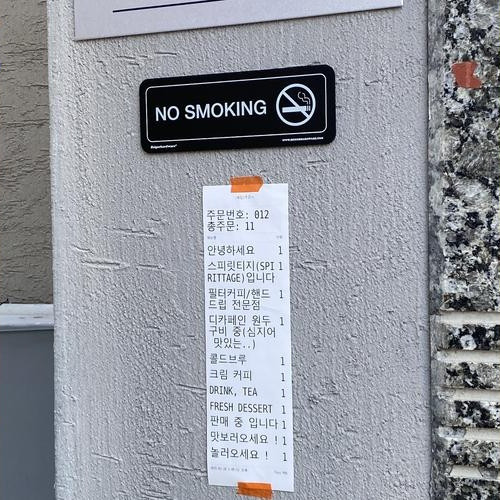 NO SMOKING
주문번호: 012
총주문: 11
안녕하세요 1
스피릿티지(SPI 1
RITTAGE)입니다
필터커피/핸드 1
드립 전문점
디카페인 원두 1
구비 중(심지어
맛있는..)
콜드브루 1
크림 커피 1
DRINK, TEA 1
FRESH DESSERT 1
판매 중 입니다 1
맛보러오세요 ! 1
놀러오세요 ! 1